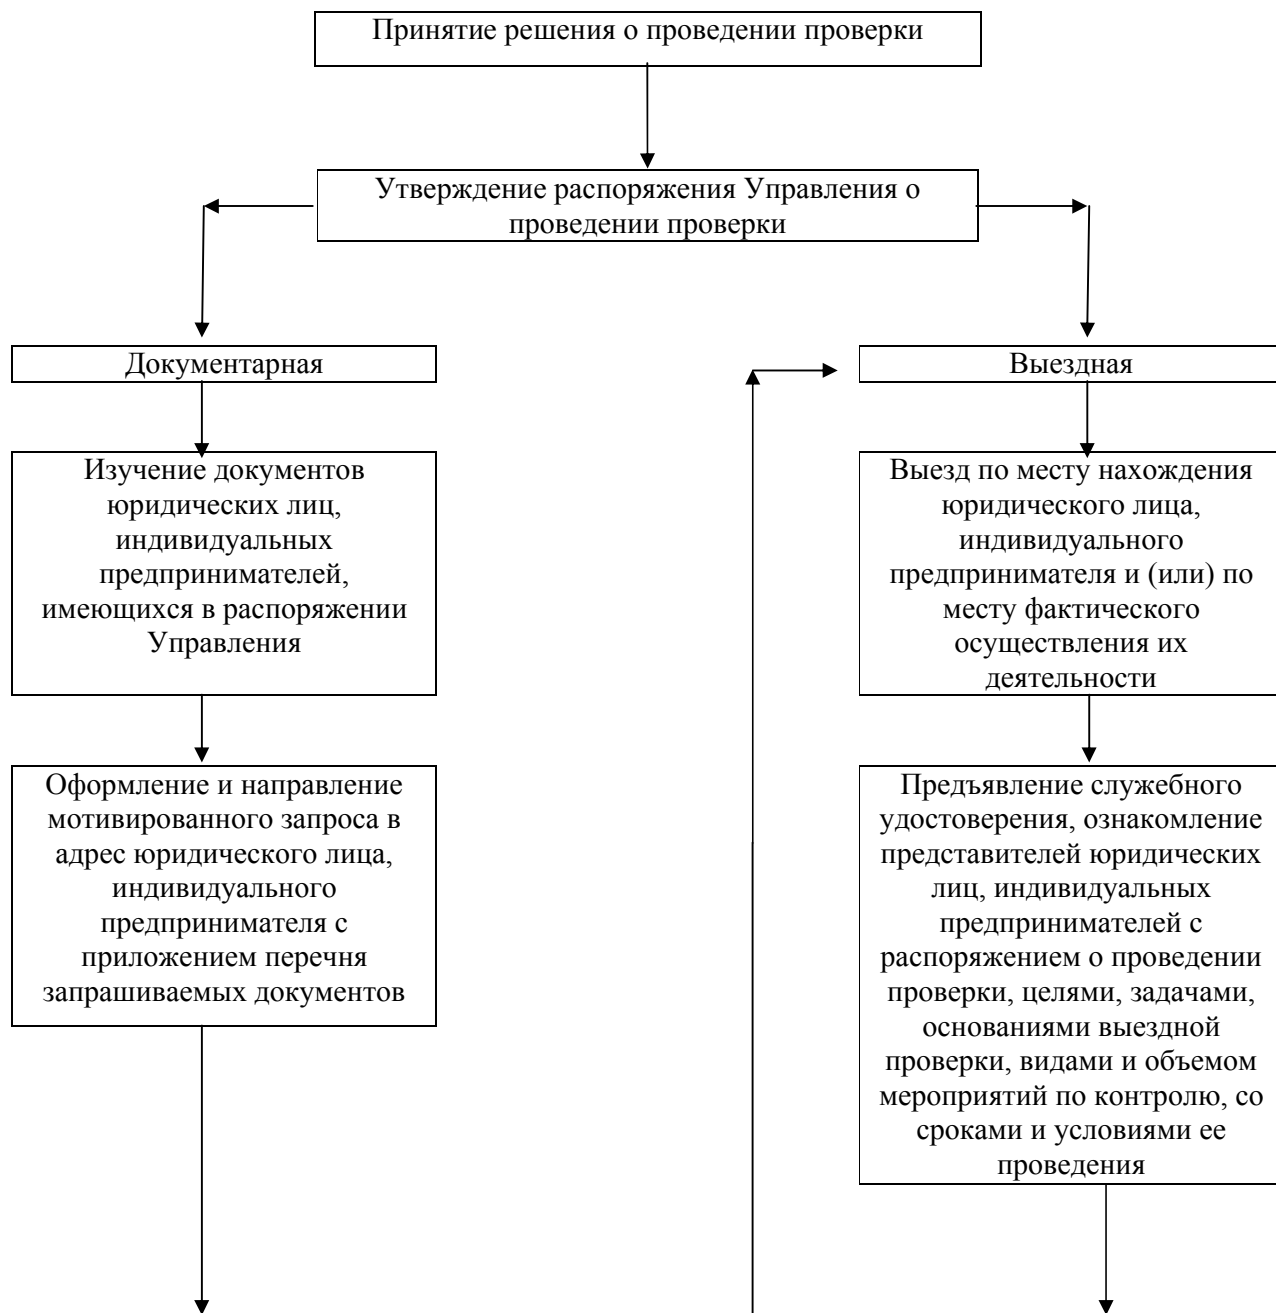 Принятие решения о проведении проверки
Утверждение распоряжения Управления о
проведении проверки
Документарная
Выездная
Изучение документов
юридических лиц,
индивидуальных
предпринимателей,
имеющихся в распоряжении
Управления
Выезд по месту нахождения
юридического лица,
индивидуального
предпринимателя и (или) по
месту фактического
осуществления их
деятельности
Оформление и направление
мотивированного запроса в
адрес юридического лица,
индивидуального
предпринимателя с
приложением перечня
запрашиваемых документов
Предъявление служебного
удостоверения, ознакомление
представителей юридических
лиц, индивидуальных
предпринимателей с
распоряжением о проведении
проверки, целями, задачами,
основаниями выездной
проверки, видами и объемом
мероприятий по контролю, со
сроками и условиями ее
проведения